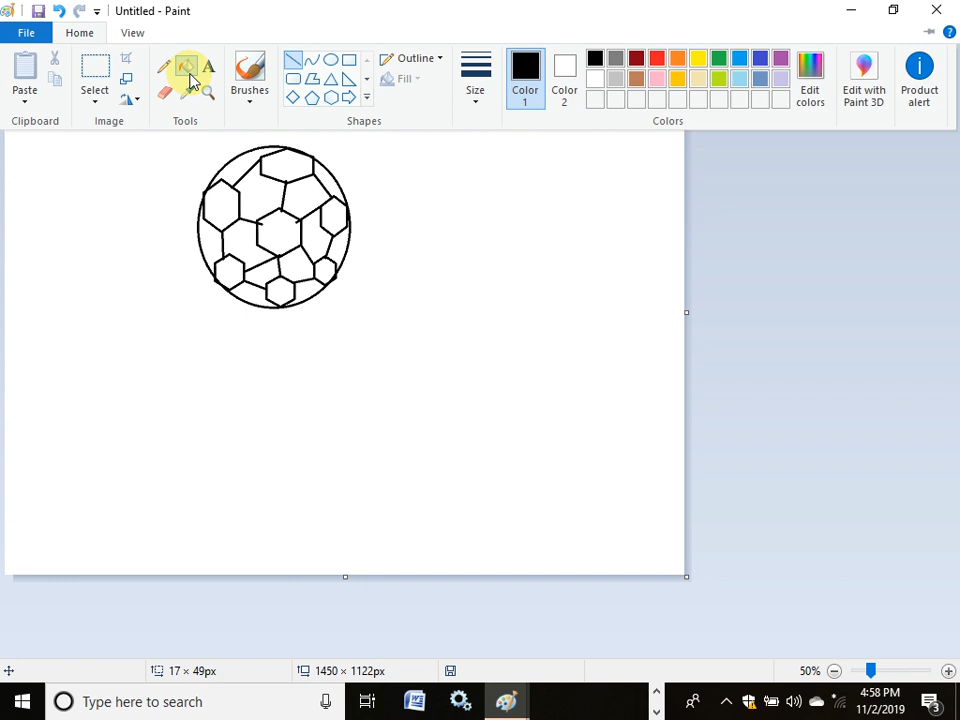 Untitled - Paint
File
Home
View
Paste
Select
Brushes
Outline
Fill
Size
Color 1
Color 2
Edit colors
Edit with Paint 3D
Product alert
Clipboard
Image
Tools
Shapes
Colors
17 × 49px
1450 × 1122px
50%
Type here to search
4:58 PM
11/2/2019
3